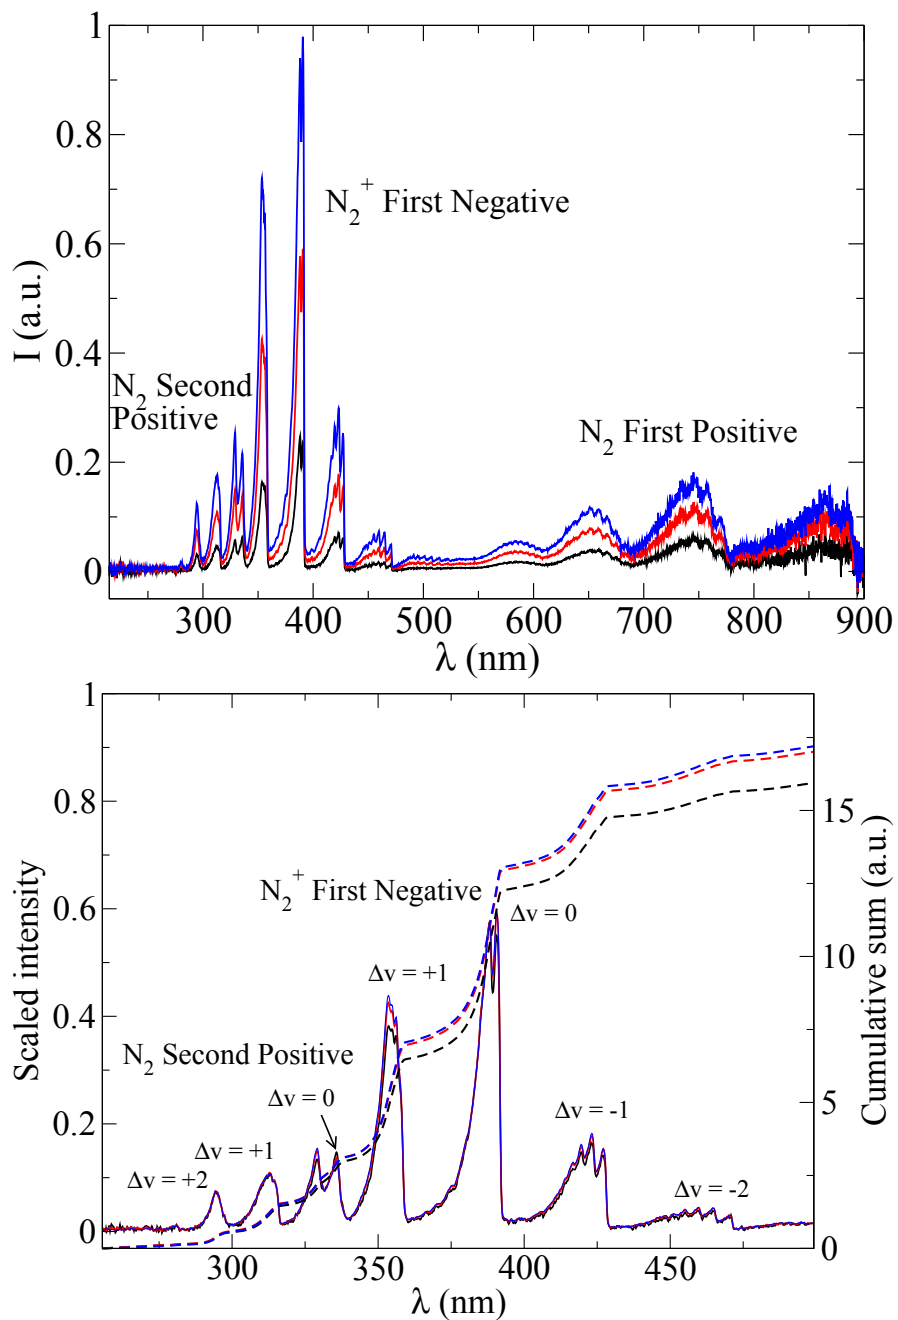 1
0.8
0.6
0.4
0.2
0
I (a.u.)
N2+ First Negative
N2 Second
Positive
N2 First Positive
300 400 500 600 700 800 900
λ (nm)
1
0.8
0.6
0.4
0.2
0
Scaled intensity
15
10
5
0
Cumulative sum (a.u.)
N2+ First Negative
Δv = 0
Δv = +1
N2 Second Positive
Δv = 0
Δv = +1
Δv = +2
Δv = -1
Δv = -2
300 350 400 450
λ (nm)